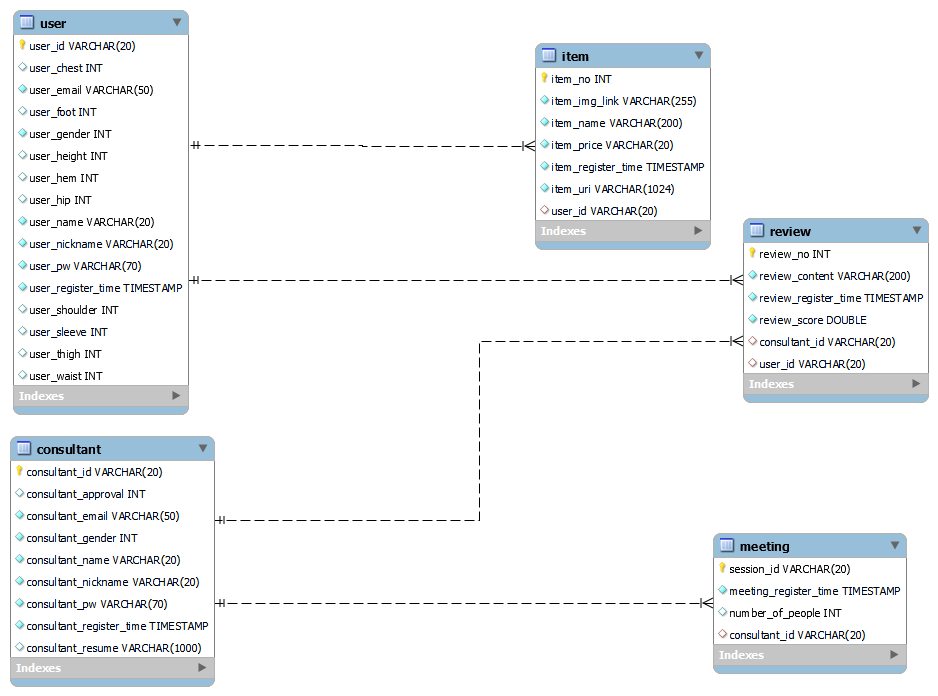 user
user_id VARCHAR(20)
user_chest INT
user_email VARCHAR(50)
user_foot INT
user_gender INT
user_height INT
user_hem INT
user_hip INT
user_name VARCHAR(20)
user_nickname VARCHAR(20)
user_pw VARCHAR(70)
user_register_time TIMESTAMP
user_shoulder INT
user_sleeve INT
user_thigh INT
user_waist INT
Indexes
item
item_no INT
item_img_link VARCHAR(255)
item_name VARCHAR(200)
item_price VARCHAR(20)
item_register_time TIMESTAMP
item_uri VARCHAR(1024)
user_id VARCHAR(20)
Indexes
review
review_no INT
review_content VARCHAR(200)
review_register_time TIMESTAMP
review_score DOUBLE
consultant_id VARCHAR(20)
user_id VARCHAR(20)
Indexes
consultant
consultant_id VARCHAR(20)
consultant_approval INT
consultant_email VARCHAR(50)
consultant_gender INT
consultant_name VARCHAR(20)
consultant_nickname VARCHAR(20)
consultant_pw VARCHAR(70)
consultant_register_time TIMESTAMP
consultant_resume VARCHAR(1000)
Indexes
meeting
session_id VARCHAR(20)
meeting_register_time TIMESTAMP
number_of_people INT
consultant_id VARCHAR(20)
Indexes